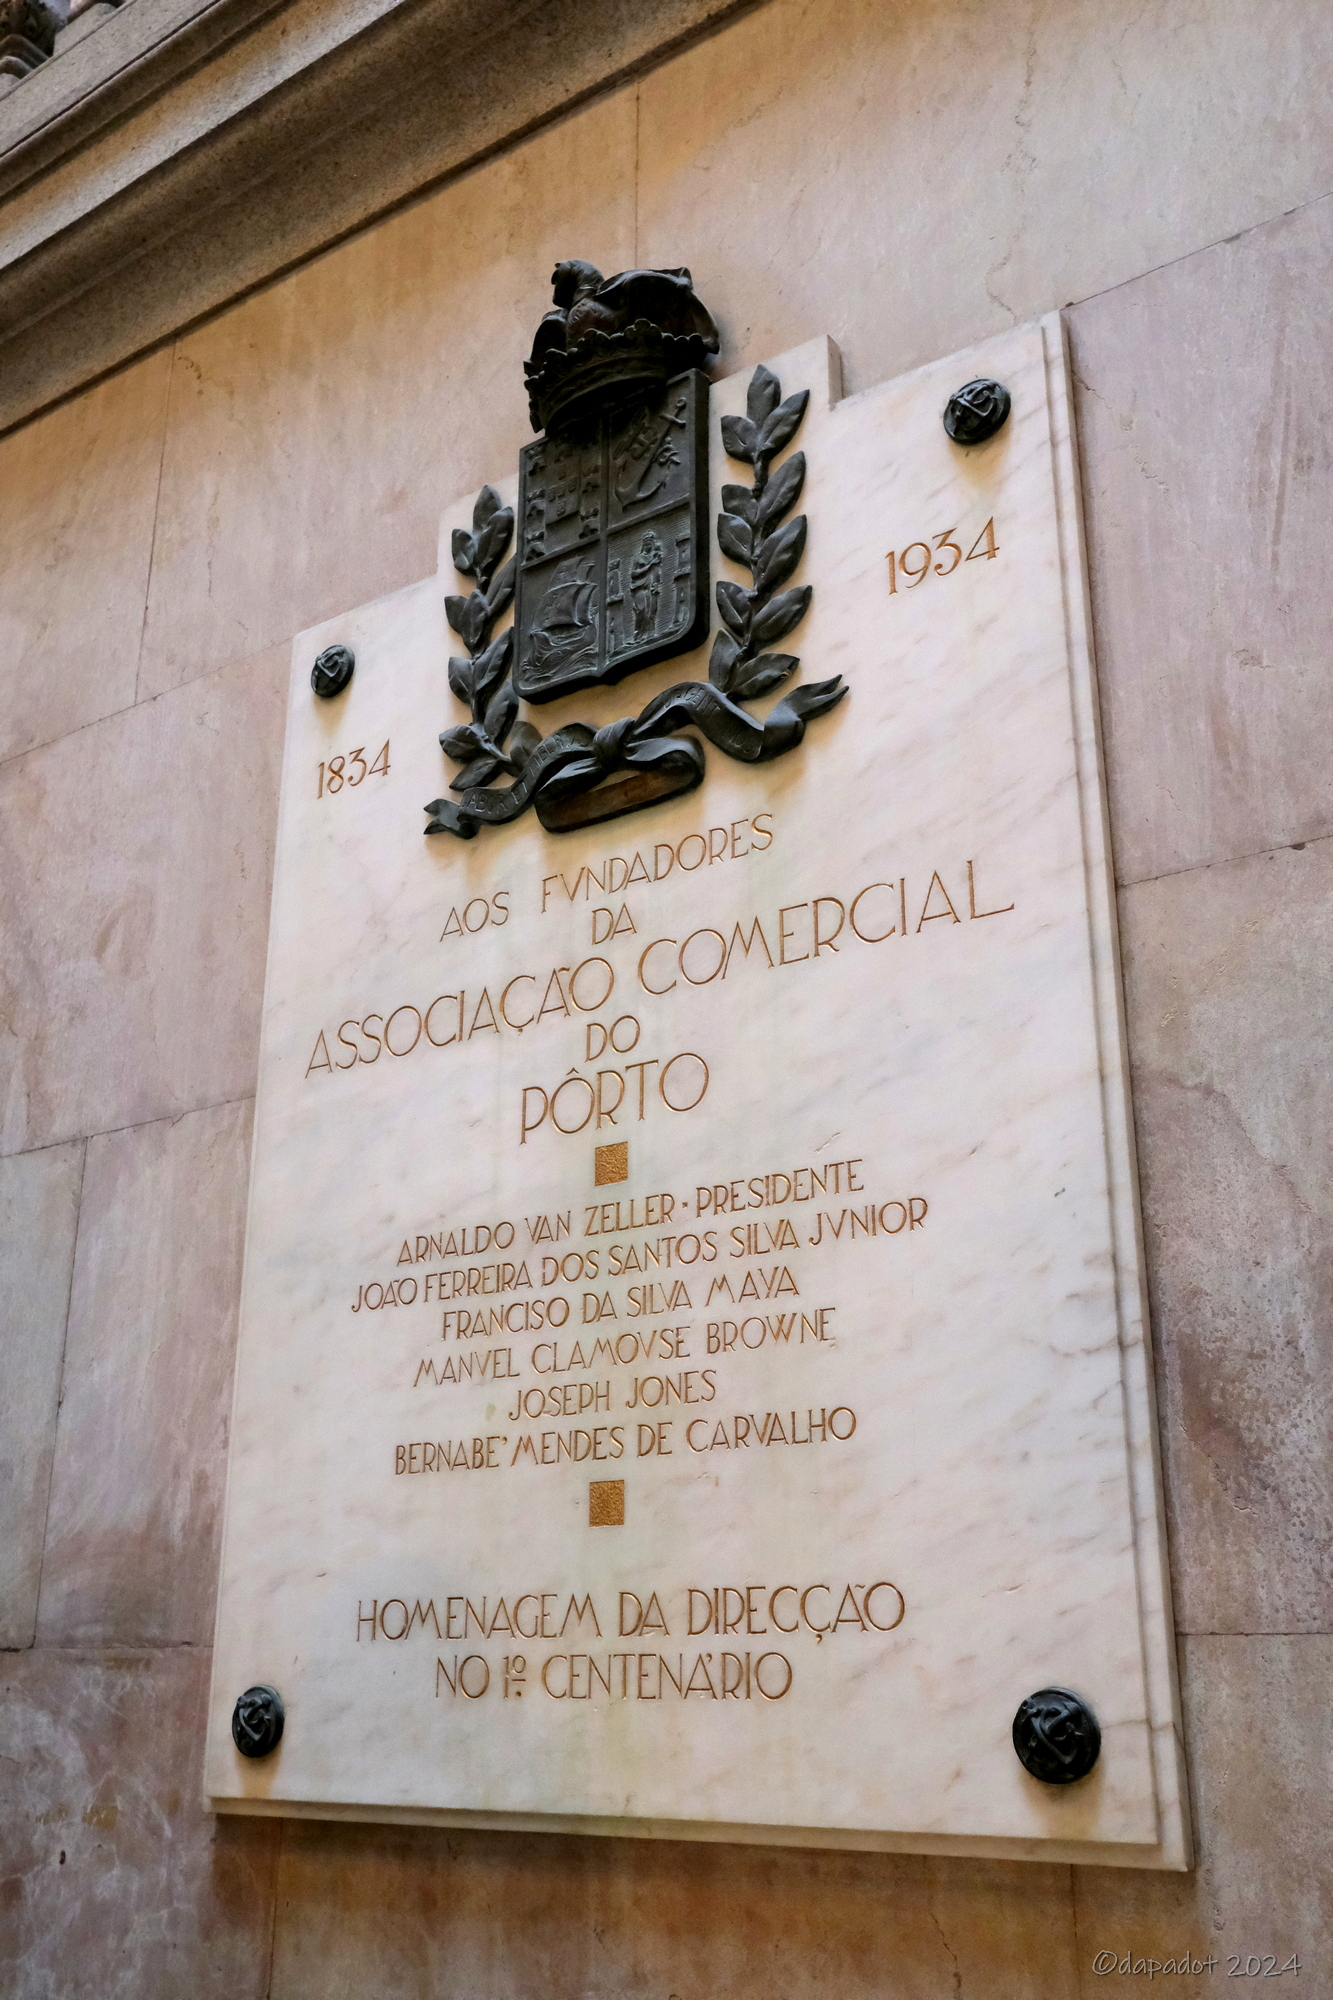 1834
1934
AOS FVNDADORES
DA
ASSOCIAÇÃO COMERCIAL
DO
PÔRTO
ARNALDO VAN ZELLER · PRESIDENTE
JOÃO FERREIRA DOS SANTOS SILVA JVNIOR
FRANCISO DA SILVA MAYA
MANVEL CLAMOVSE BROWNE
JOSEPH JONES
BERNABE' MENDES DE CARVALHO
HOMENAGEM DA DIRECÇÃO
NO 1º CENTENÁRIO
©dapadot 2024